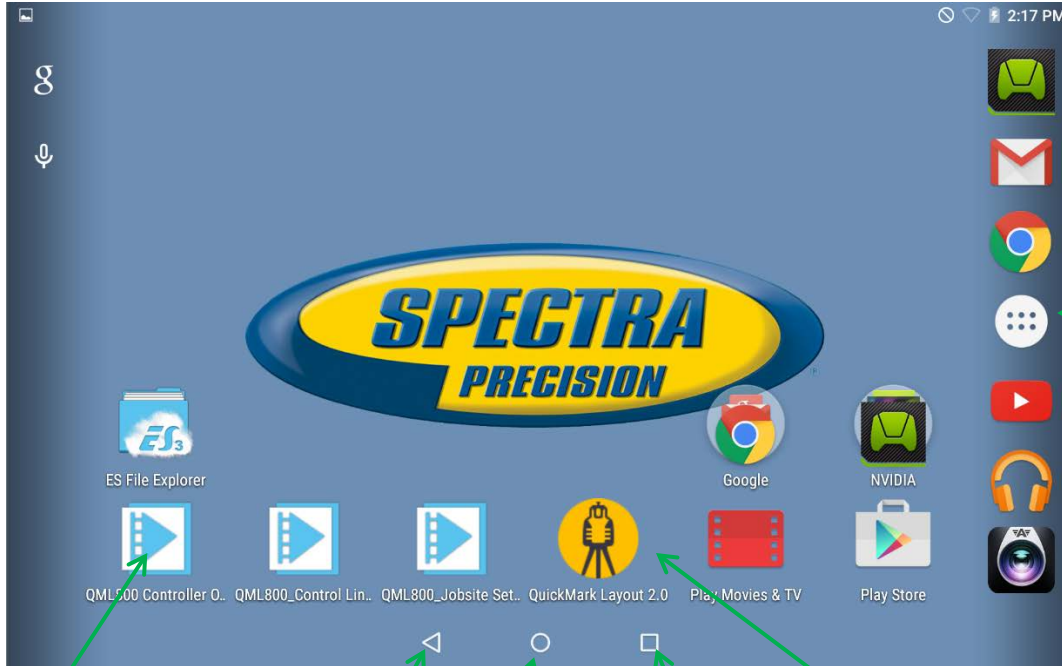 2:17 PM
g
SPECTRA
PRECISION
ES3
ES File Explorer
Google
NVIDIA
QML800 Controller O..
QML800_Control Lin..
QML800_Jobsite Set..
QuickMark Layout 2.0
Play Movies & TV
Play Store
A